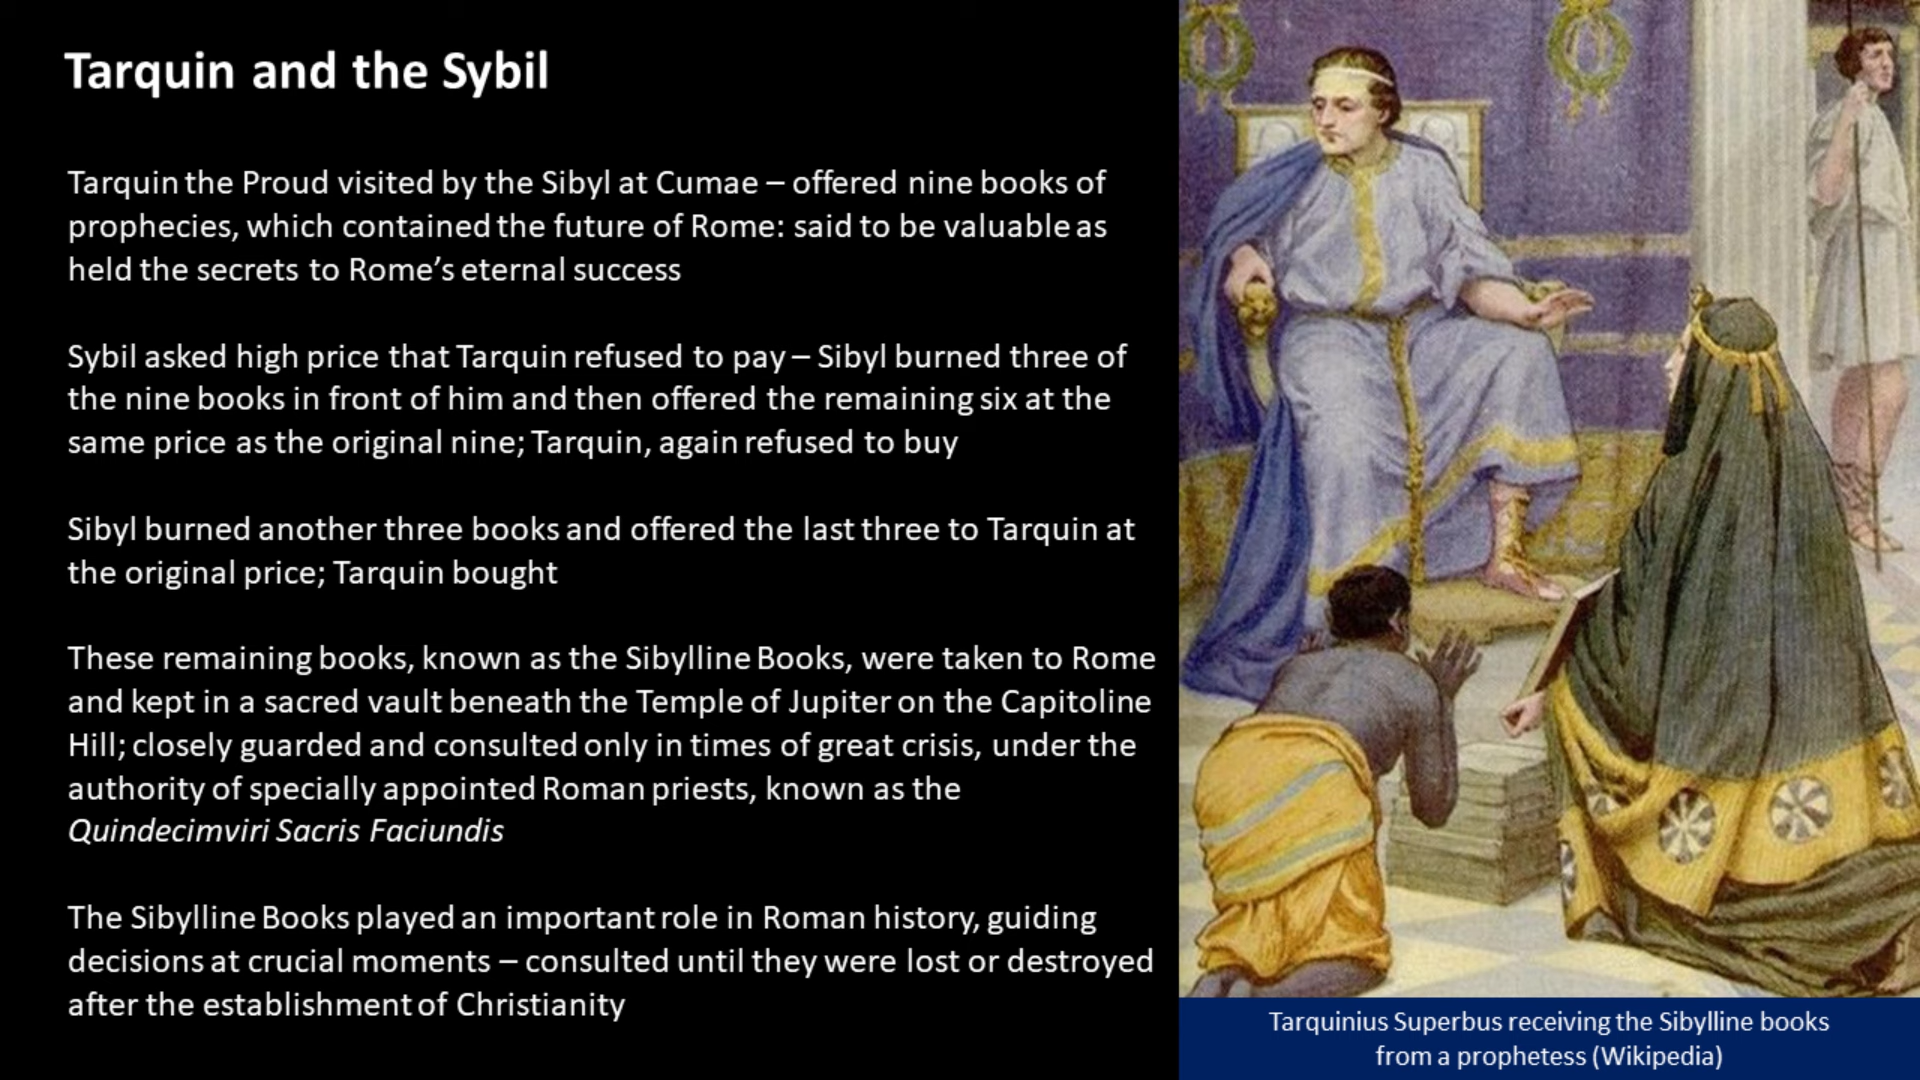 Tarquin and the Sybil
Tarquin the Proud visited by the Sibyl at Cumae – offered nine books of
prophecies, which contained the future of Rome: said to be valuable as
held the secrets to Rome’s eternal success
Sybil asked high price that Tarquin refused to pay – Sibyl burned three of
the nine books in front of him and then offered the remaining six at the
same price as the original nine; Tarquin, again refused to buy
Sibyl burned another three books and offered the last three to Tarquin at
the original price; Tarquin bought
These remaining books, known as the Sibylline Books, were taken to Rome
and kept in a sacred vault beneath the Temple of Jupiter on the Capitoline
Hill; closely guarded and consulted only in times of great crisis, under the
authority of specially appointed Roman priests, known as the
Quindecimviri Sacris Faciundis
The Sibylline Books played an important role in Roman history, guiding
decisions at crucial moments – consulted until they were lost or destroyed
after the establishment of Christianity
Tarquinius Superbus receiving the Sibylline books
from a prophetess (Wikipedia)